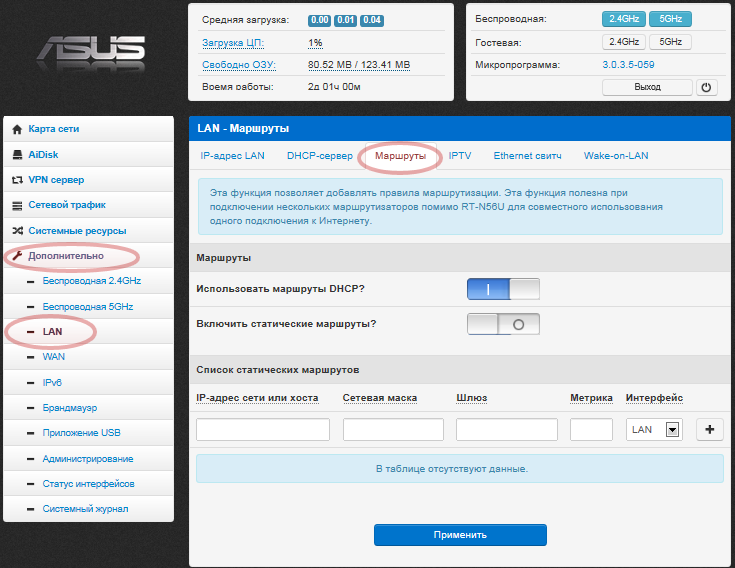 ASUS
Средняя загрузка: 0.00 0.01 0.04
Загрузка ЦП: 1%
Свободно ОЗУ: 80.52 MB / 123.41 MB
Время работы: 2д 01ч 00м
Беспроводная: 2.4GHz 5GHz
Гостевая: 2.4GHz 5GHz
Микропрограмма: 3.0.3.5-059
Выход
Карта сети
AiDisk
VPN сервер
Сетевой трафик
Системные ресурсы
Дополнительно
Беспроводная 2.4GHz
Беспроводная 5GHz
LAN
WAN
IPv6
Брандмауэр
Приложение USB
Администрирование
Статус интерфейсов
Системный журнал
LAN - Маршруты
IP-адрес LAN DHCP-сервер Маршруты IPTV Ethernet свитч Wake-on-LAN
Эта функция позволяет добавлять правила маршрутизации. Эта функция полезна при
подключении нескольких маршрутизаторов помимо RT-N56U для совместного использования
одного подключения к Интернету.
Маршруты
Использовать маршруты DHCP?
Включить статические маршруты?
Список статических маршрутов
IP-адрес сети или хоста Сетевая маска Шлюз Метрика Интерфейс
LAN
В таблице отсутствуют данные.
Применить